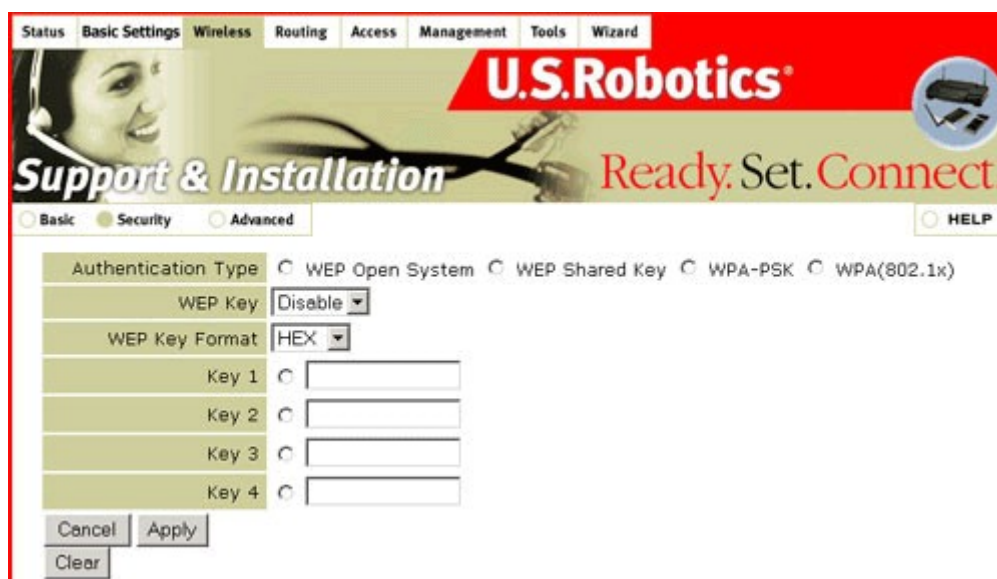 Status Basic Settings Wireless Routing Access Management Tools Wizard
U.S.Robotics®
Support & Installation
Ready. Set. Connect
Basic Security Advanced HELP
Authentication Type WEP Open System WEP Shared Key WPA-PSK WPA(802.1x)
WEP Key Disable
WEP Key Format HEX
Key 1
Key 2
Key 3
Key 4
Cancel Apply
Clear